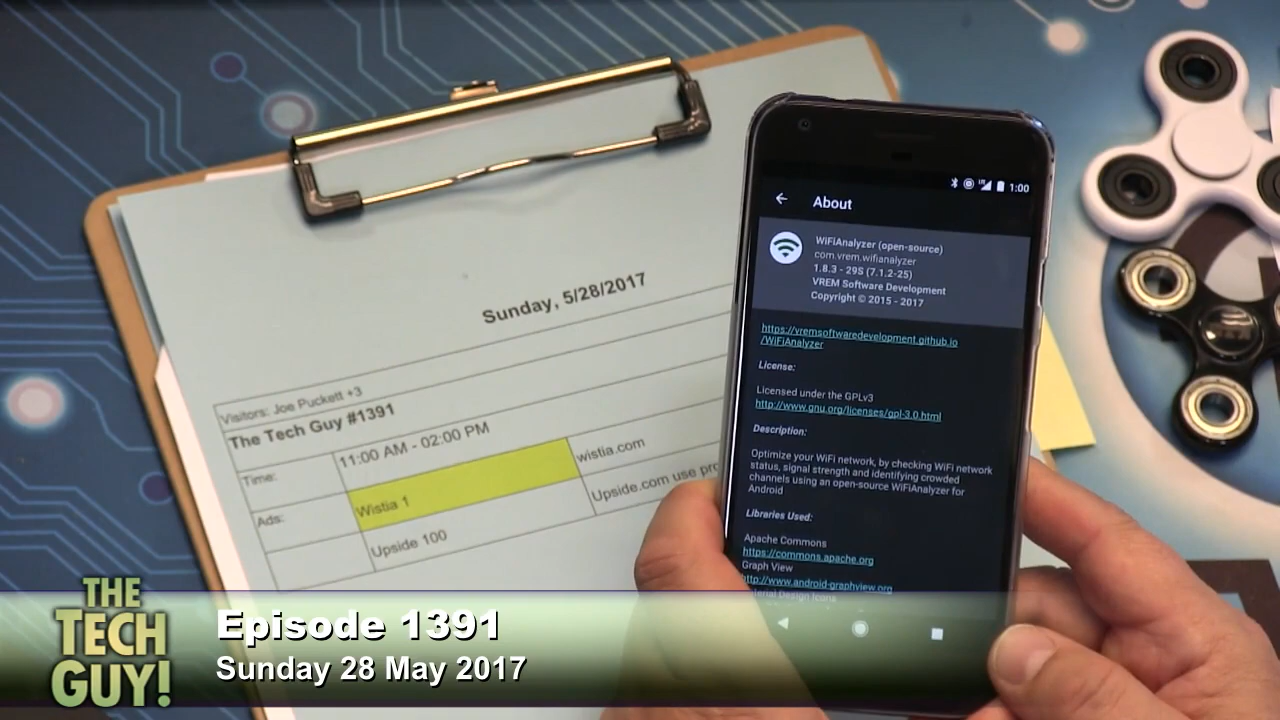 Sunday, 5/28/2017
Visitors: Joe Puckett +3
The Tech Guy #1391
Time: 11:00 AM - 02:00 PM
Ads: Wistia 1 wistia.com
Upside 100 Upside.com use
1:00
About
WiFiAnalyzer (open-source)
com.vrem.wifianalyzer
1.8.3 - 29S (7.1.2-25)
VREM Software Development
Copyright © 2015 - 2017
https://vremsoftwaredevelopment.github.io
/WiFiAnalyzer
License:
Licensed under the GPLv3
http://www.gnu.org/licenses/gpl-3.0.html
Description:
Optimize your WiFi network, by checking WiFi network
status, signal strength and identifying crowded
channels using an open-source WiFiAnalyzer for
Android
Libraries Used:
Apache Commons
https://commons.apache.org
Graph View
http://www.android-graphview.org
Design Icons
THE
TECH
GUY!
Episode 1391
Sunday 28 May 2017